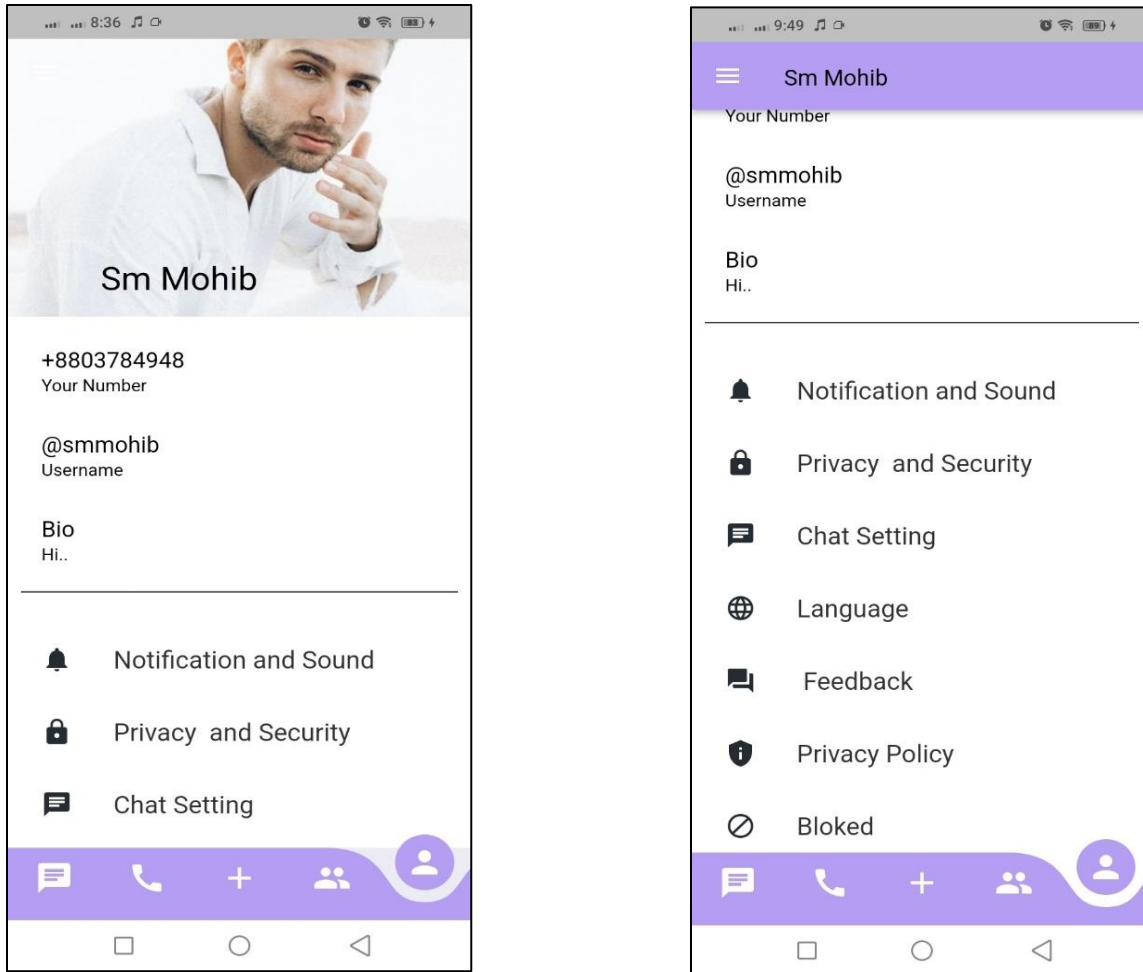 8:36
83
Sm Mohib
+8803784948
Your Number
@smmohib
Username
Bio
Hi..
Notification and Sound
Privacy  and Security
Chat Setting
9:49
89
Sm Mohib
Your Number
@smmohib
Username
Bio
Hi..
Notification and Sound
Privacy  and Security
Chat Setting
Language
Feedback
Privacy Policy
Bloked